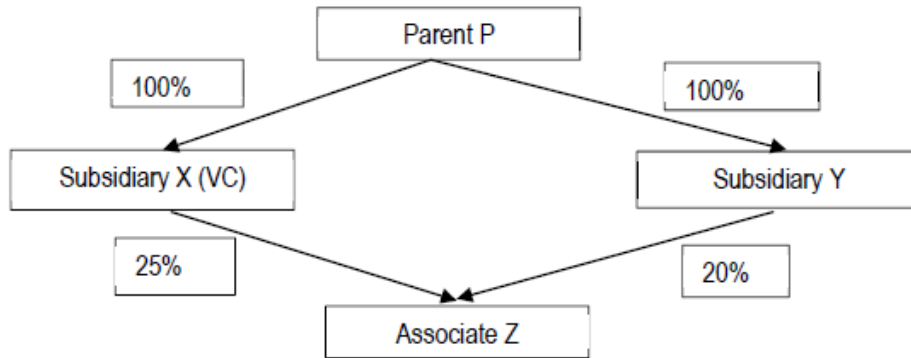 Parent P
100%
100%
Subsidiary X (VC)
Subsidiary Y
25%
20%
Associate Z